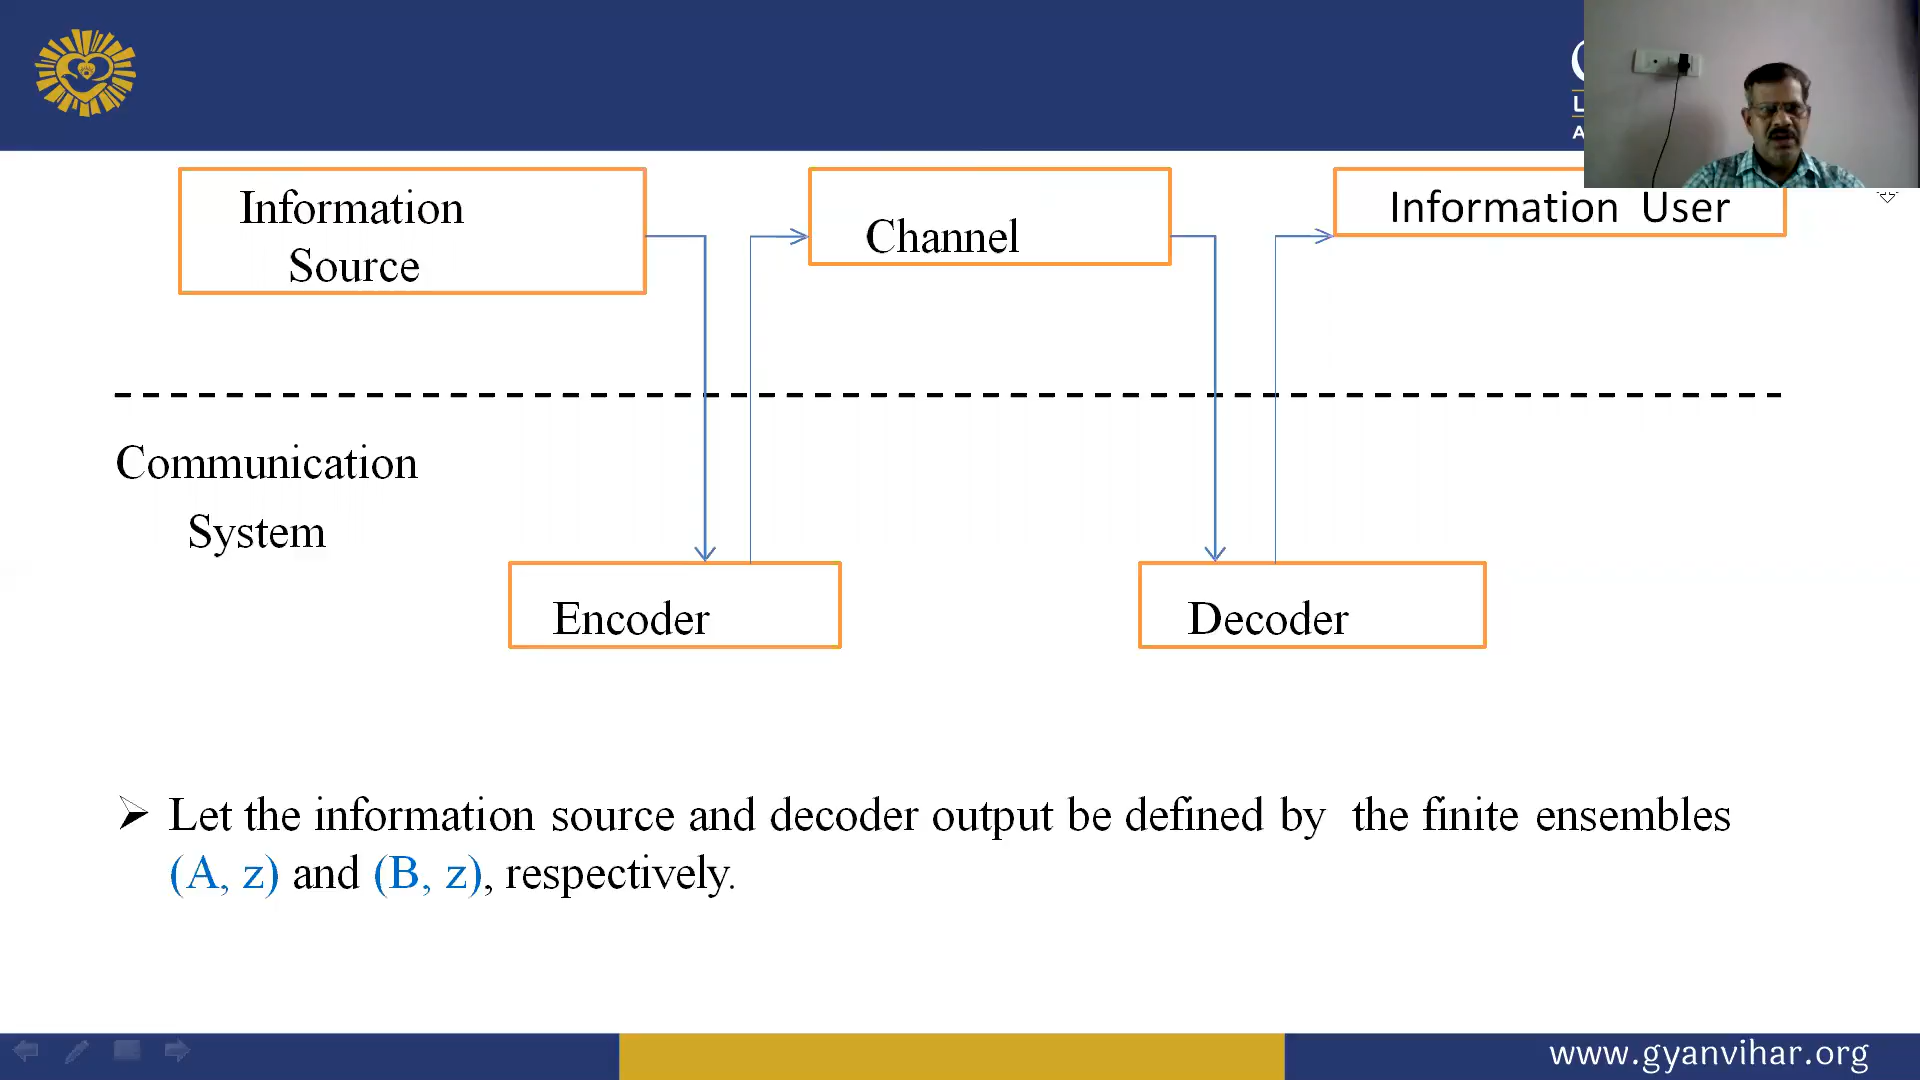 Information
Source
Channel
Information User
Communication
System
Encoder
Decoder
Let the information source and decoder output be defined by the finite ensembles
(A, z) and (B, z), respectively.
www.gyanvihar.org